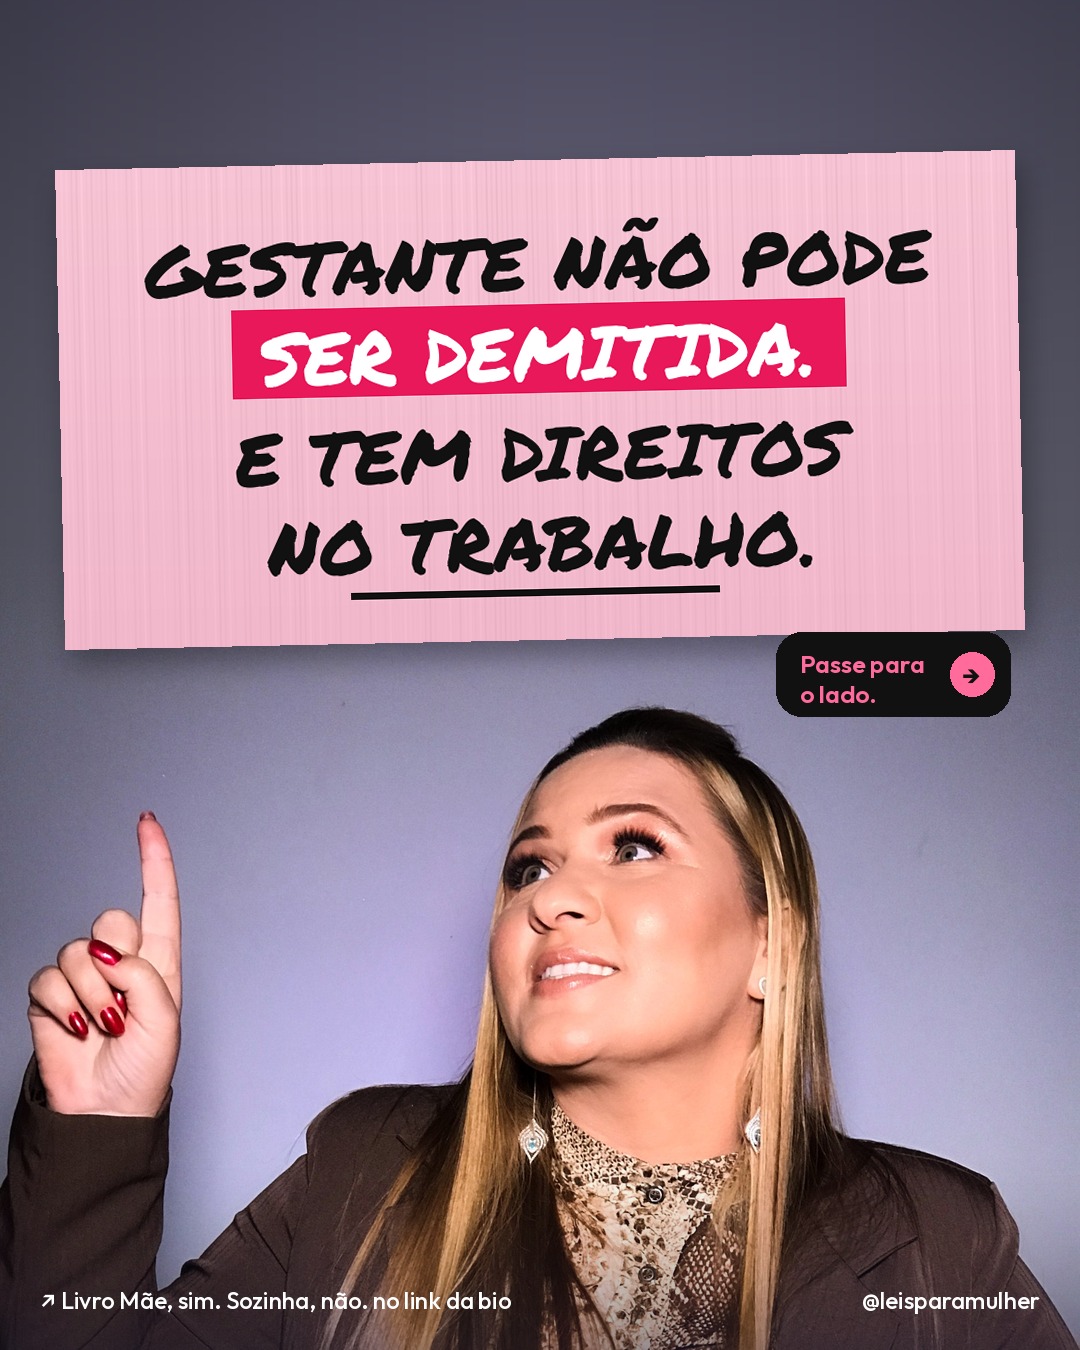 GESTANTE NÃO PODE
SER DEMITIDA.
E TEM DIREITOS
NO TRABALHO.
Passe para
o lado.
↗ Livro Mãe, sim. Sozinha, não. no link da bio
@leisparamulher